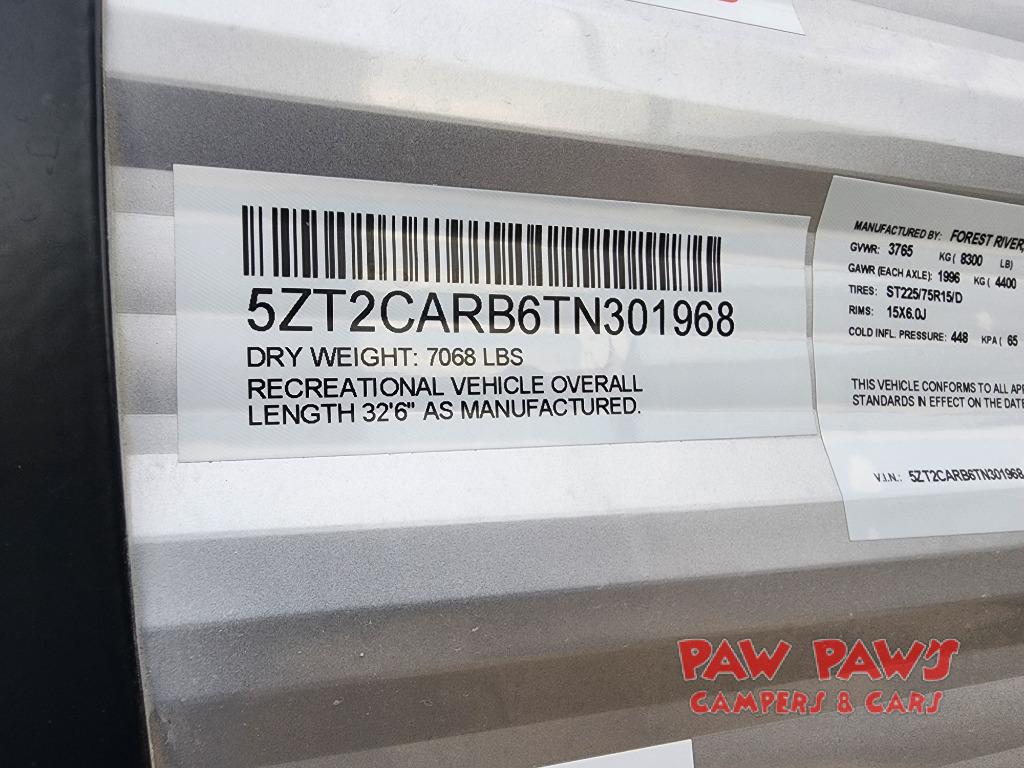 5ZT2CARB6TN301968
DRY WEIGHT: 7068 LBS
RECREATIONAL VEHICLE OVERALL
LENGTH 32'6" AS MANUFACTURED.
MANUFACTURED BY: FOREST RIVER,
GVWR: 3765 KG( 8300 LB)
GAWR (EACH AXLE): 1996 KG( 4400
TIRES: ST225/75R15/D
RIMS: 15X6.0J
COLD INFL. PRESSURE: 448 KPA( 65
THIS VEHICLE CONFORMS TO ALL
STANDARDS IN EFFECT ON THE DATE
V.I.N.: 5ZT2CARB6TN301968
PAW PAW'S
CAMPERS & CARS